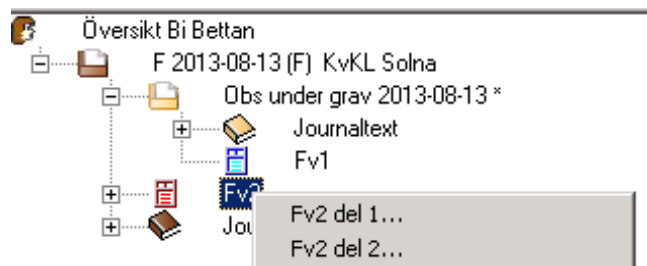 Översikt Bi Bettan
F 2013-08-13 (F) KvKL Solna
Obs under grav 2013-08-13 *
Journaltext
Fv1
Fv2
Fv2 del 1...
Jou
Fv2 del 2...